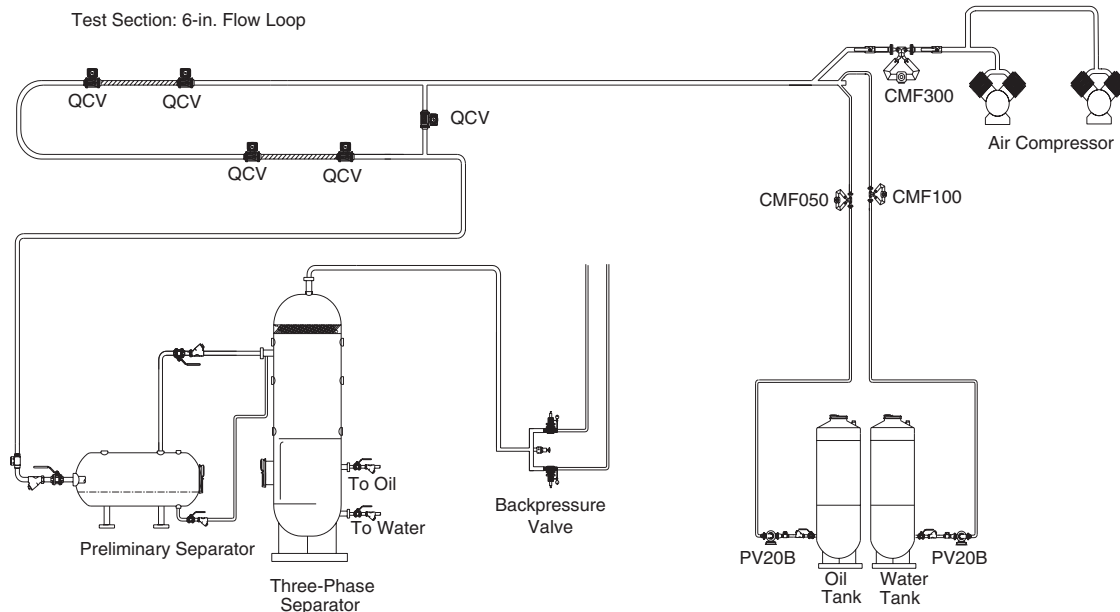 Test Section: 6-in. Flow Loop
QCV
QCV
QCV
QCV
QCV
CMF300
Air Compressor
CMF050
CMF100
To Oil
To Water
Preliminary Separator
Three-Phase
Separator
Backpressure
Valve
PV20B
PV20B
Oil
Tank
Water
Tank